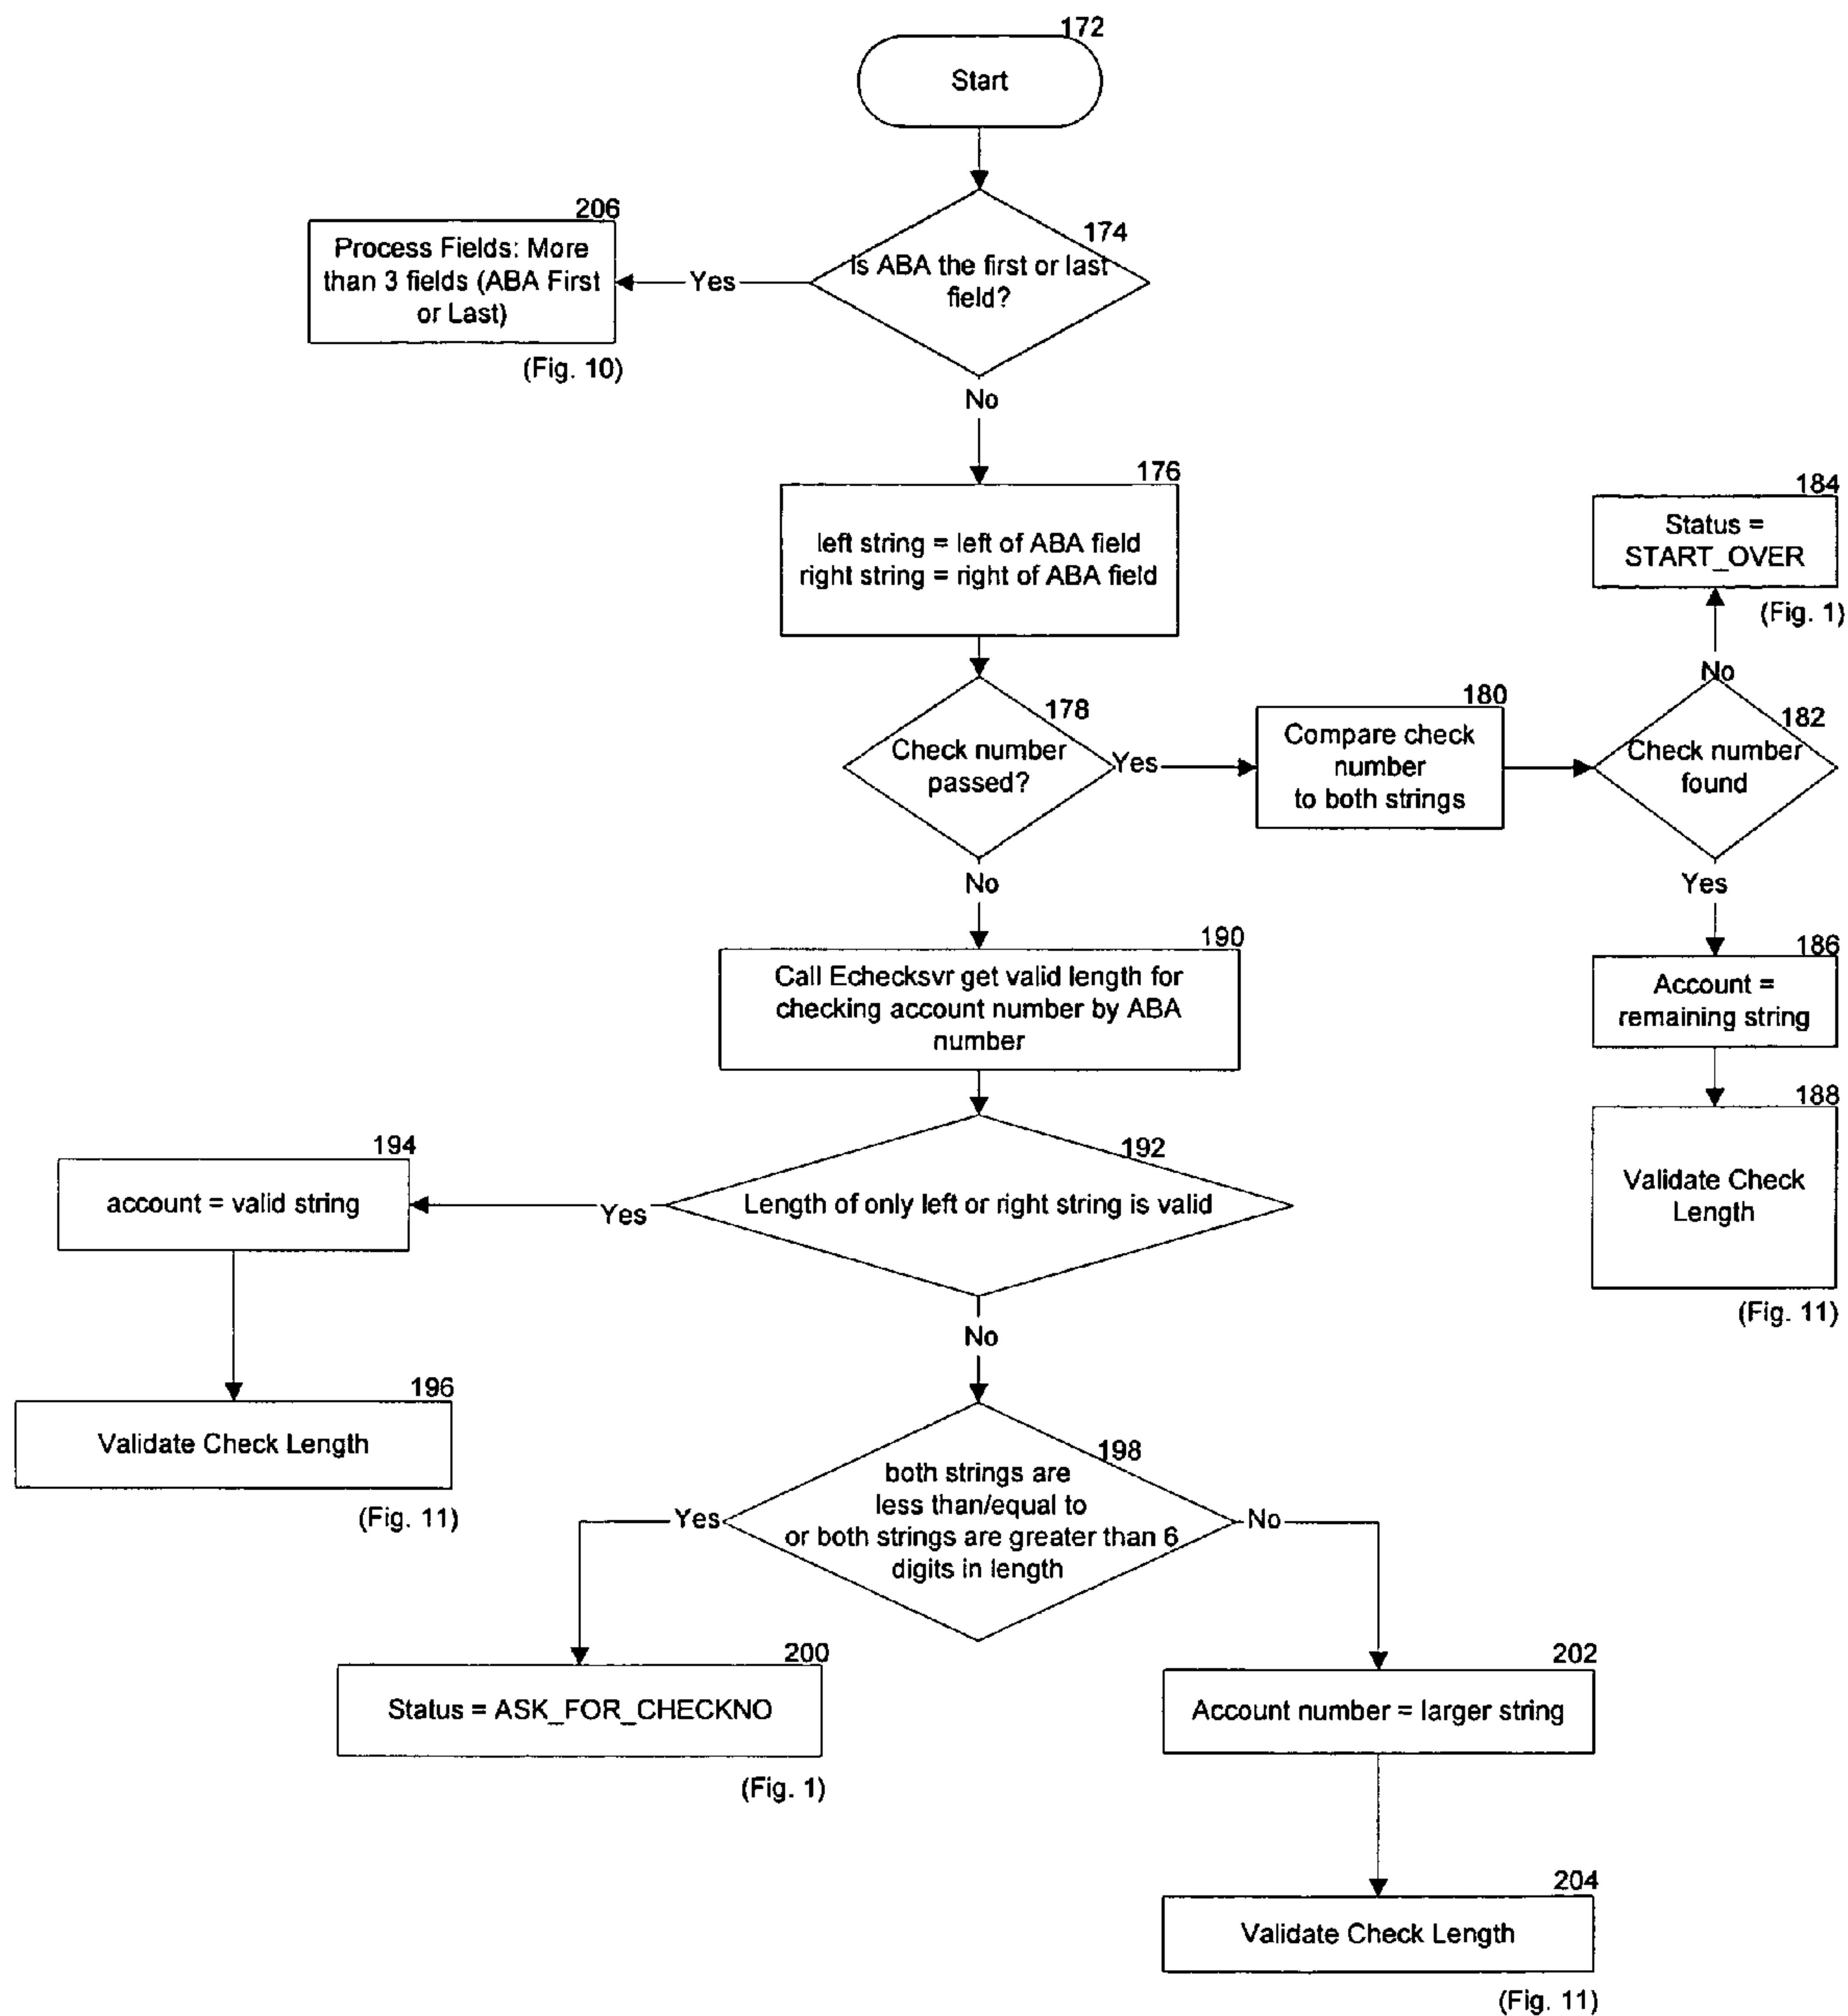 172
Start
174
Is ABA the first or last
field?
Yes
206
Process Fields: More
than 3 fields (ABA First
or Last)
(Fig. 10)
No
176
left string = left of ABA field
right string = right of ABA field
178
Check number
passed?
Yes
180
Compare check
number
to both strings
182
Check number
found
No
184
Status =
START_OVER
(Fig. 1)
Yes
186
Account =
remaining string
188
Validate Check
Length
(Fig. 11)
No
190
Call Echecksvr get valid length for
checking account number by ABA
number
192
Length of only left or right string is valid
Yes
194
account = valid string
196
Validate Check Length
(Fig. 11)
No
198
both strings are
less than/equal to
or both strings are greater than 6
digits in length
Yes
200
Status = ASK_FOR_CHECKNO
(Fig. 1)
No
202
Account number = larger string
204
Validate Check Length
(Fig. 11)